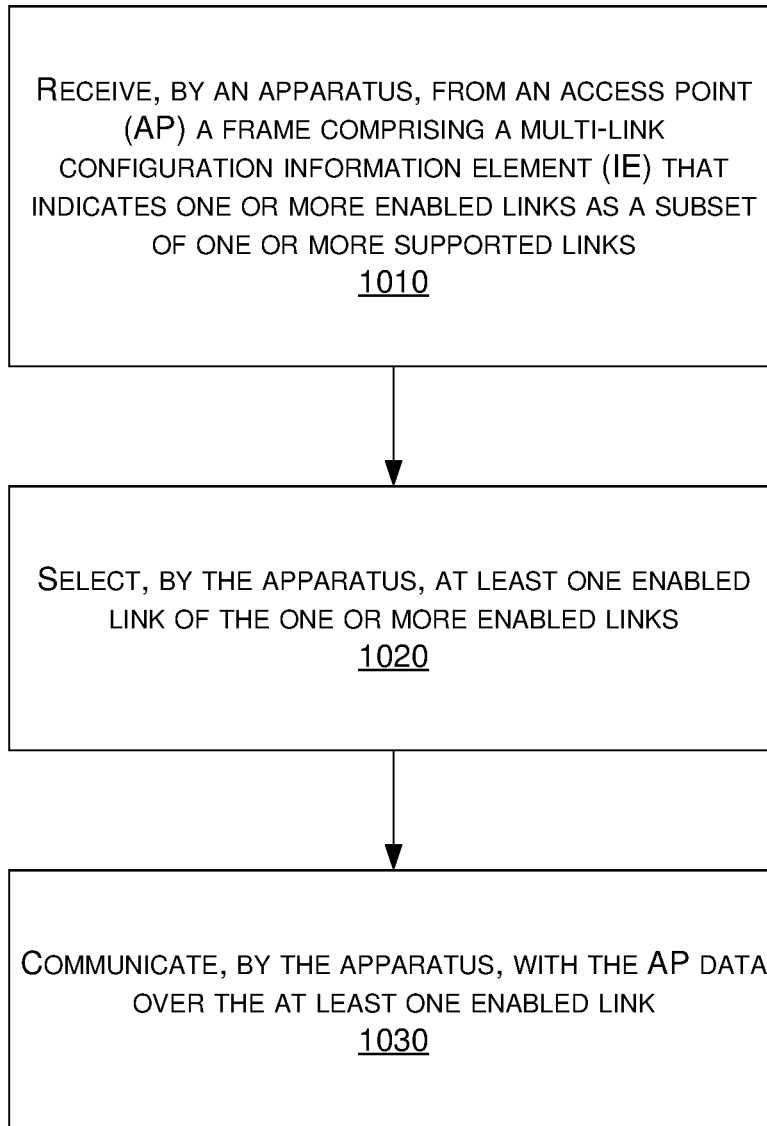 RECEIVE, BY AN APPARATUS, FROM AN ACCESS POINT
(AP) A FRAME COMPRISING A MULTI-LINK
CONFIGURATION INFORMATION ELEMENT (IE) THAT
INDICATES ONE OR MORE ENABLED LINKS AS A SUBSET
OF ONE OR MORE SUPPORTED LINKS
1010
SELECT, BY THE APPARATUS, AT LEAST ONE ENABLED
LINK OF THE ONE OR MORE ENABLED LINKS
1020
COMMUNICATE, BY THE APPARATUS, WITH THE AP DATA
OVER THE AT LEAST ONE ENABLED LINK
1030